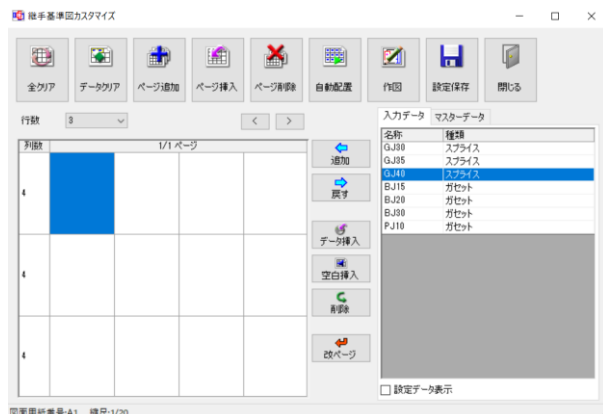 継手基準図カスタマイズ
全クリア データクリア ページ追加 ページ挿入 ページ削除 自動配置 作図 設定保存 閉じる
行数 3 < >
入力データ マスターデータ
列数 1/1 ページ
名称 種類
GJ30 スプライス
GJ35 スプライス
GJ40 スプライス
BJ15 ガセット
BJ20 ガセット
BJ30 ガセット
PJ10 ガセット
4
4
4
追加
戻す
データ挿入
空白挿入
削除
改ページ
設定データ表示
図面用紙番号:A1 縮尺:1/20